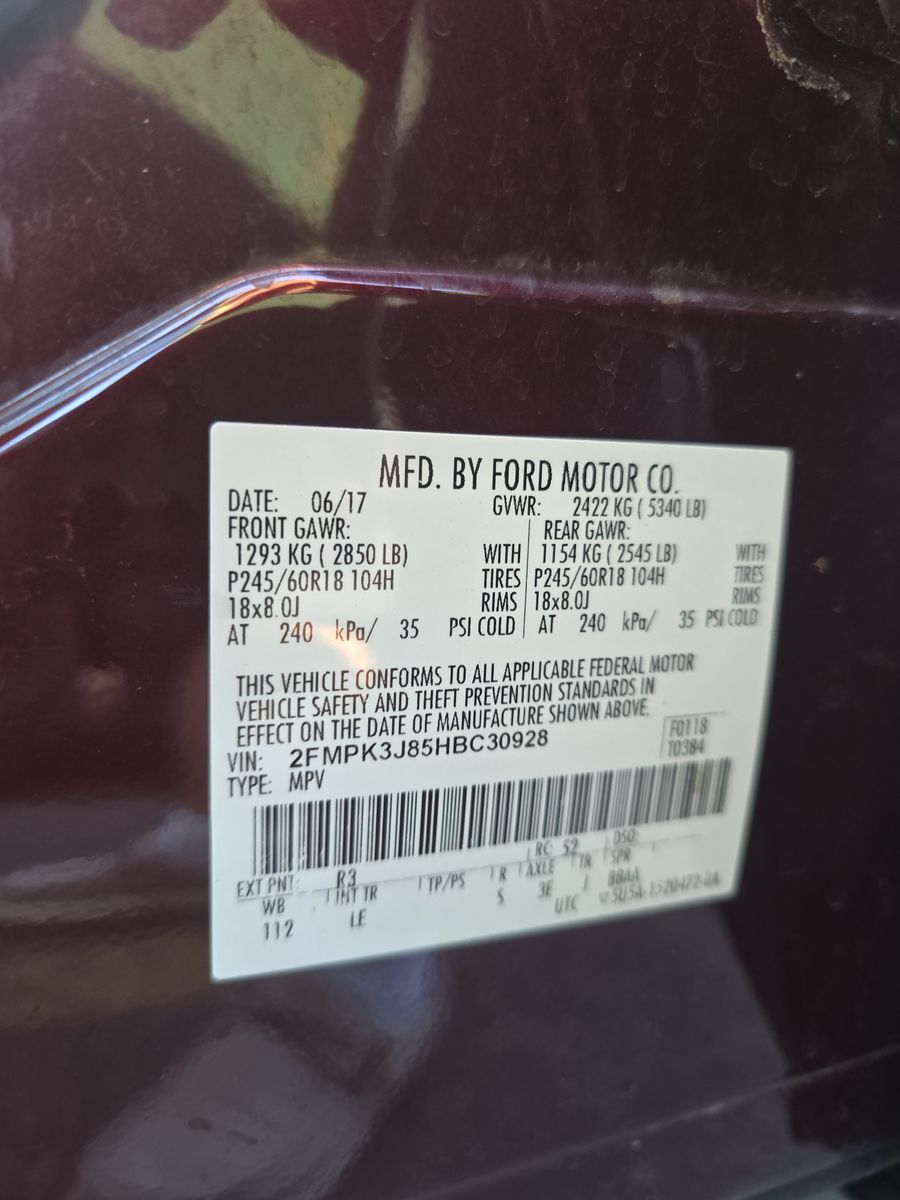 MFD. BY FORD MOTOR CO.
DATE: 06/17 GVWR: 2422 KG ( 5340 LB)
FRONT GAWR: REAR GAWR:
1293 KG ( 2850 LB) WITH 1154 KG ( 2545 LB) WITH
P245/60R18 104H TIRES P245/60R18 104H TIRES
18x8.0J RIMS 18x8.0J RIMS
AT 240 kPa/ 35 PSI COLD AT 240 kPa/ 35 PSI COLD
THIS VEHICLE CONFORMS TO ALL APPLICABLE FEDERAL MOTOR
VEHICLE SAFETY AND THEFT PREVENTION STANDARDS IN
EFFECT ON THE DATE OF MANUFACTURE SHOWN ABOVE.
F0118
VIN: 2FMPK3J85HBC30928
T0384
TYPE: MPV
RC: 52 DSO:
EXT PNT: R3
WB INT TR TP/PS R AXLE TR SPR
112 LE S 3E J BBAA
UTC